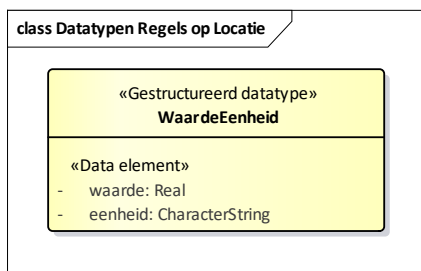 class Datatypen Regels op Locatie
«Gestructureerd datatype»
WaardeEenheid
«Data element»
- waarde: Real
- eenheid: CharacterString